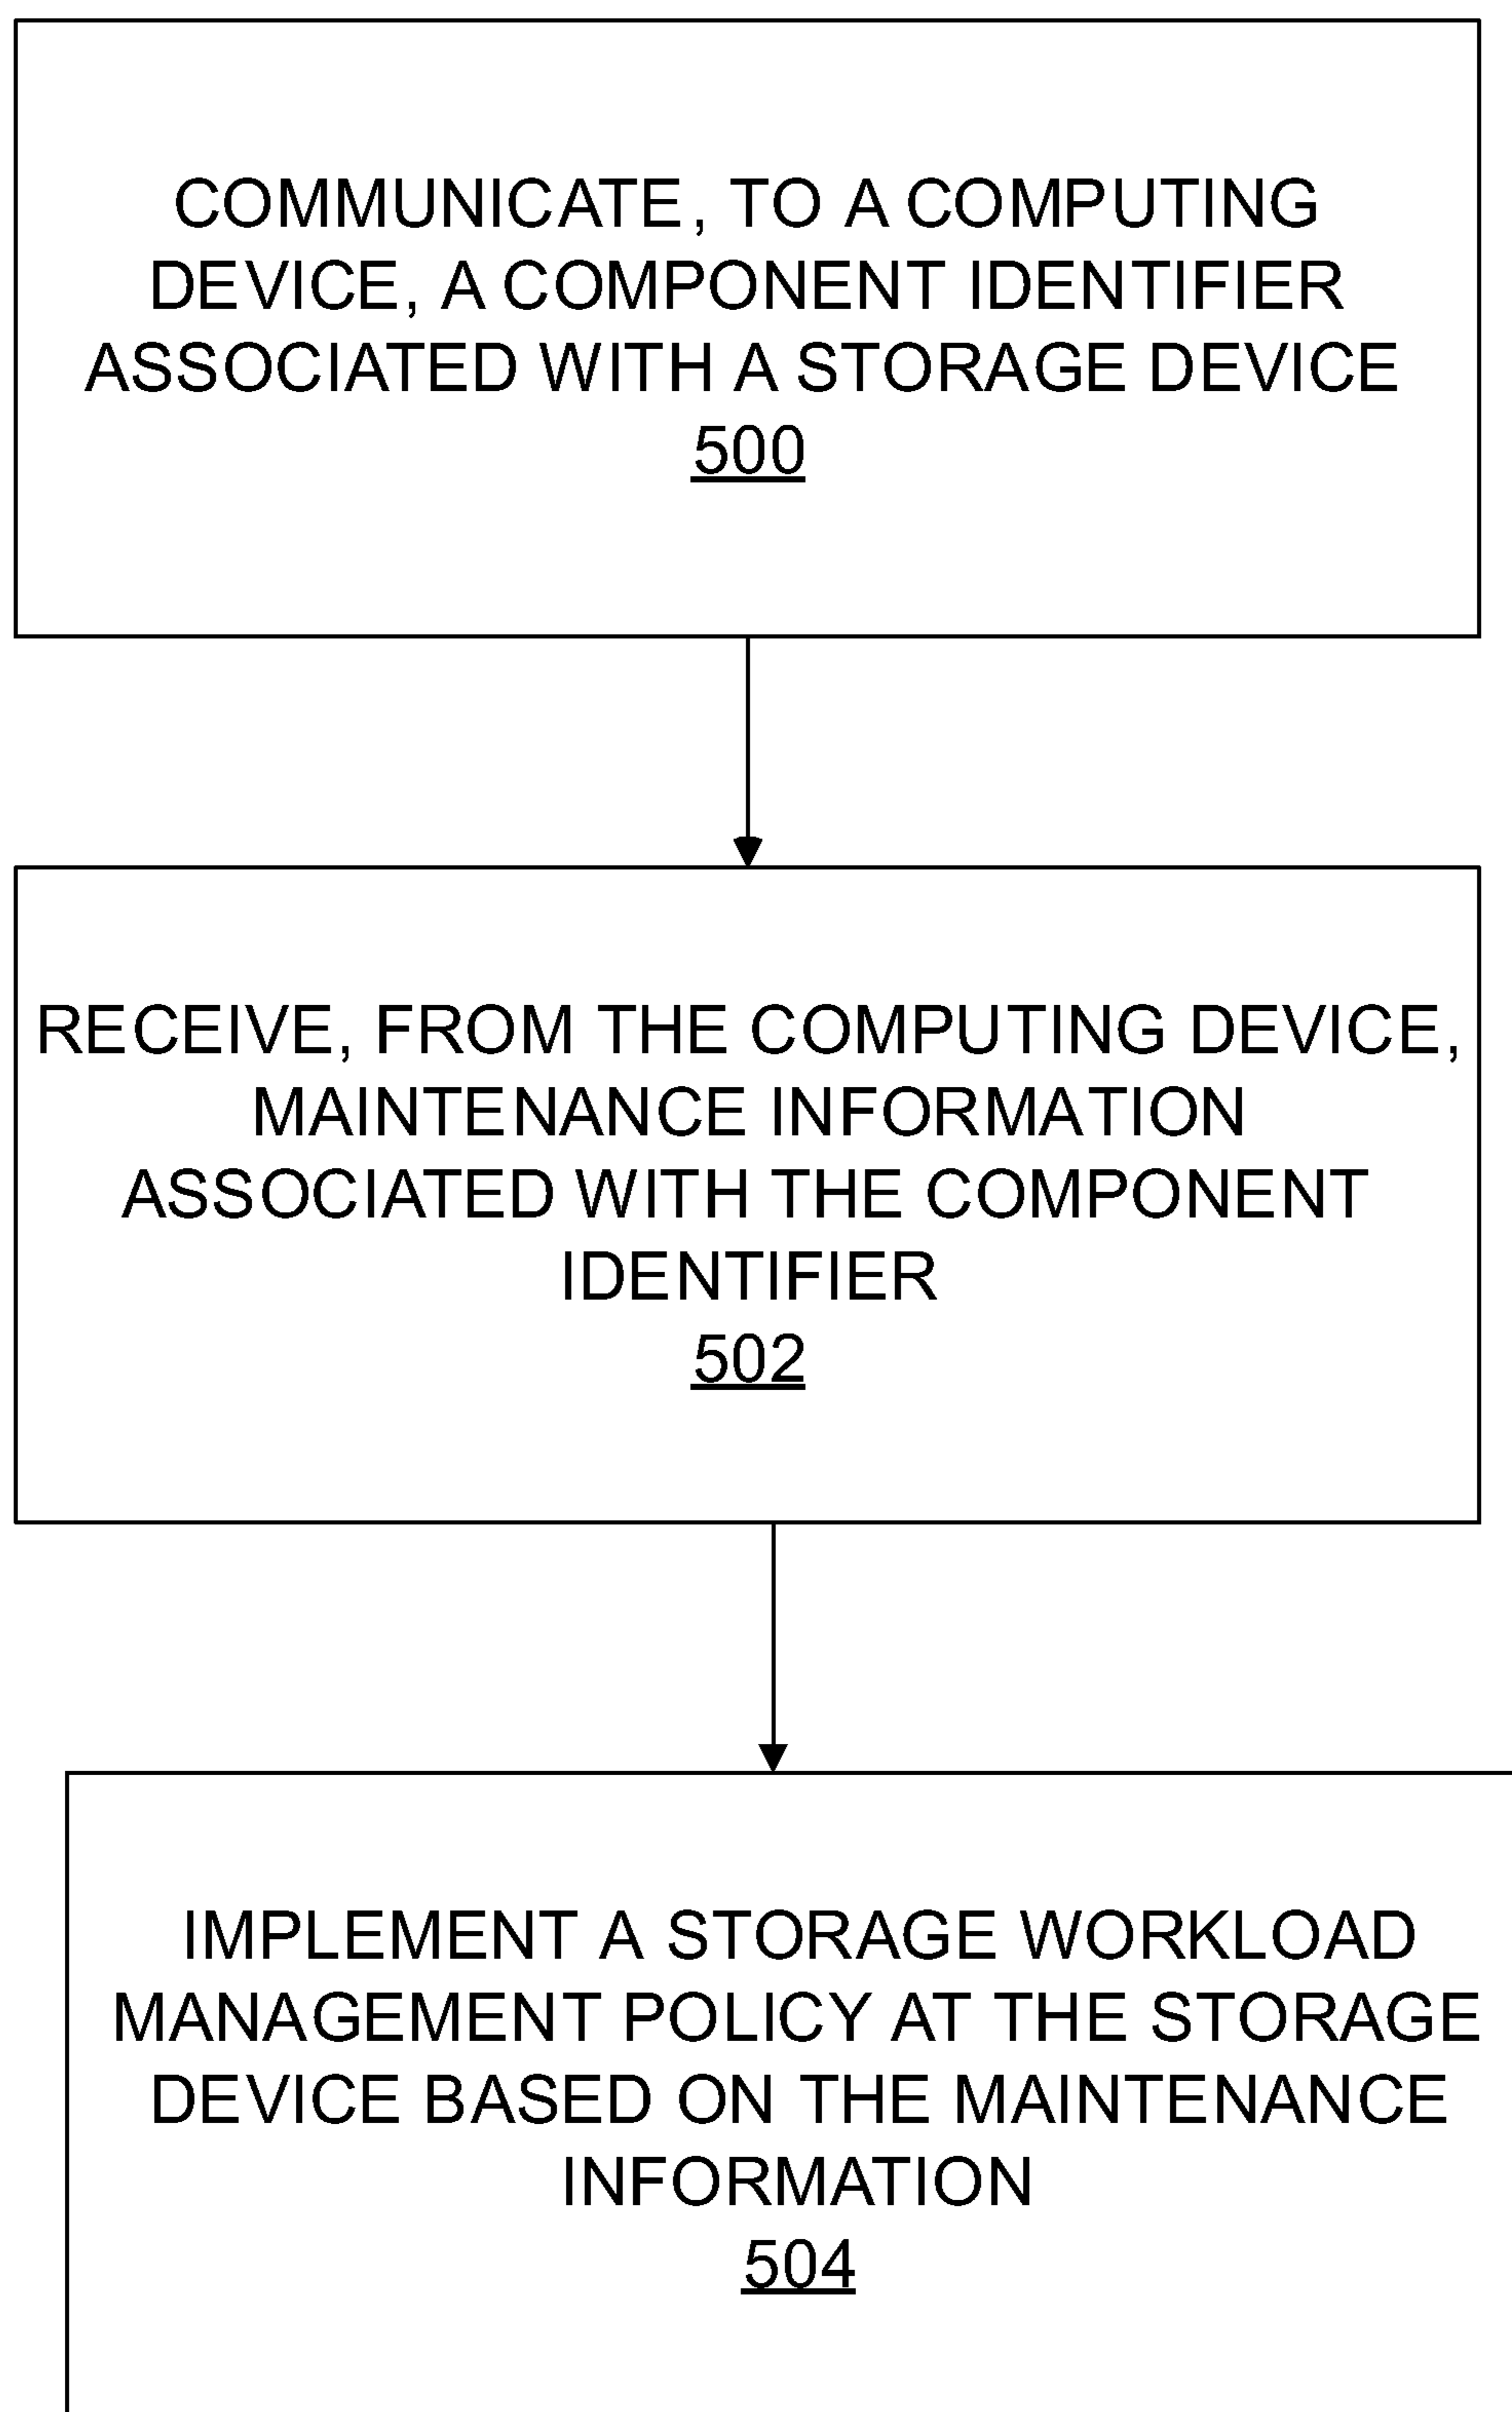 COMMUNICATE, TO A COMPUTING
DEVICE, A COMPONENT IDENTIFIER
ASSOCIATED WITH A STORAGE DEVICE
500
RECEIVE, FROM THE COMPUTING DEVICE,
MAINTENANCE INFORMATION
ASSOCIATED WITH THE COMPONENT
IDENTIFIER
502
IMPLEMENT A STORAGE WORKLOAD
MANAGEMENT POLICY AT THE STORAGE
DEVICE BASED ON THE MAINTENANCE
INFORMATION
504